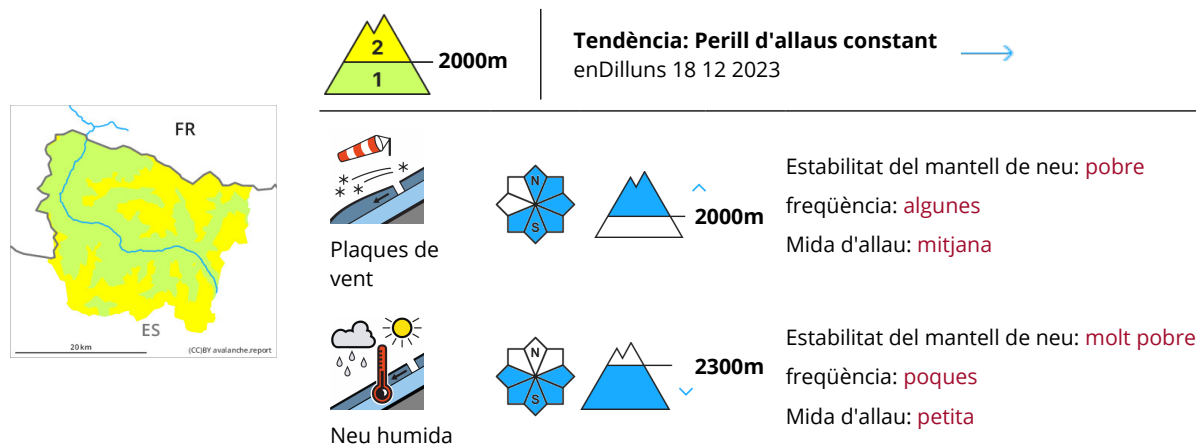 2
1
2000m
Tendència: Perill d'allaus constant
enDilluns 18 12 2023
FR
ES
20 km
(CC)BY avalanche.report
Plaques de
vent
N
S
2000m
Estabilitat del mantell de neu: pobre
freqüència: algunes
Mida d'allau: mitjana
Neu humida
N
S
2300m
Estabilitat del mantell de neu: molt pobre
freqüència: poques
Mida d'allau: petita